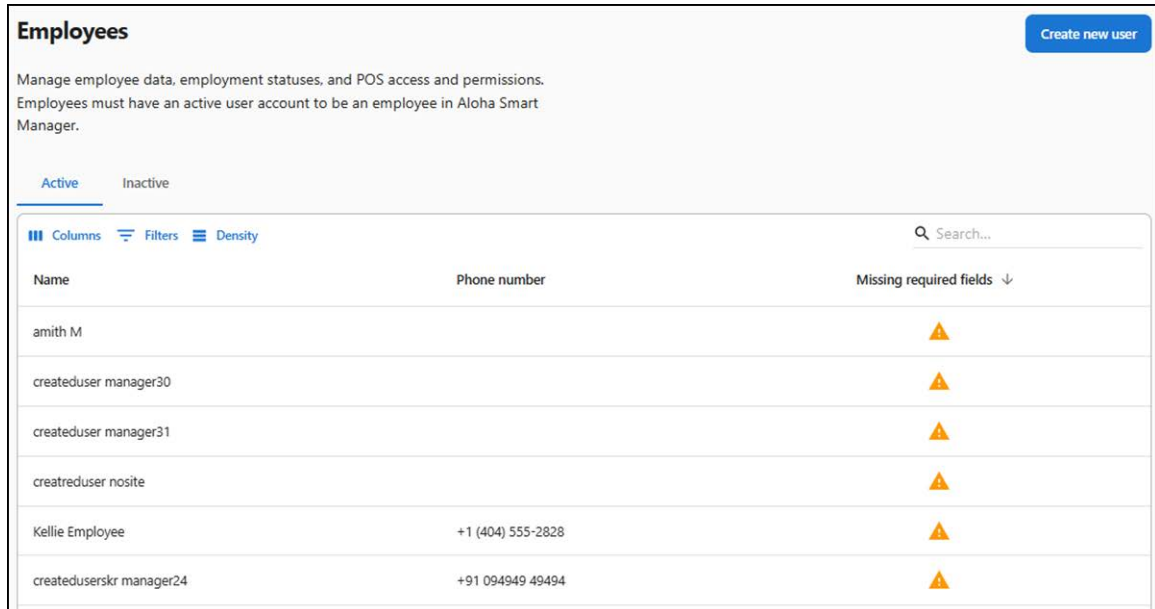 Employees
Create new user
Manage employee data, employment statuses, and POS access and permissions.
Employees must have an active user account to be an employee in Aloha Smart
Manager.
Active Inactive
Columns Filters Density Search...
Name Phone number Missing required fields
amith M
createduser manager30
createduser manager31
creatreduser nosite
Kellie Employee +1 (404) 555-2828
createduserskr manager24 +91 094949 49494